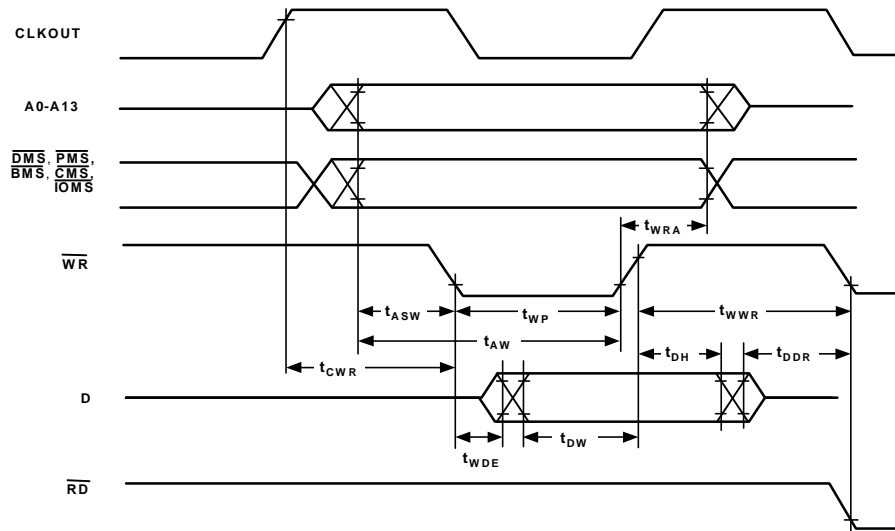 CLKOUT
A0-A13
DMS, PMS,
BMS, CMS,
IOMS
tWRA
WR
tASW
tWP
tWWR
tAW
tDH
tDDR
tCWR
D
tWDE
tDW
RD